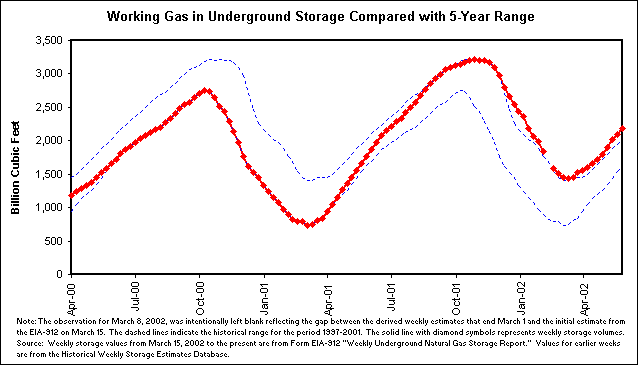 Working Gas in Underground Storage Compared with 5-Year Range
3,500
3,000
2,500
2,000
1,500
1,000
500
0
Billion Cubic Feet
Apr-00
Jul-00
Oct-00
Jan-01
Apr-01
Jul-01
Oct-01
Jan-02
Apr-02
Note: The observation for March 8, 2002, was intentionally left blank reflecting the gap between the derived weekly estimates that end March 1 and the initial estimate from
the EIA-912 on March 15. The dashed lines indicate the historical range for the period 1997-2001. The solid line with diamond symbols represents weekly storage volumes.
Source: Weekly storage values from March 15, 2002 to the present are from Form EIA-912 "Weekly Underground Natural Gas Storage Report." Values for earlier weeks
are from the Historical Weekly Storage Estimates Database.